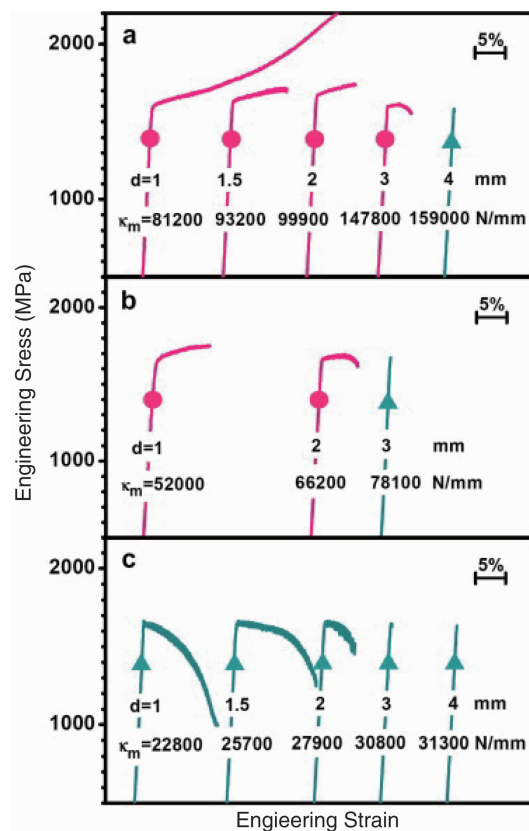 Engineering Sress (MPa)
a
5%
2000
1000
d=1 1.5 2 3 4 mm
κm=81200 93200 99900 147800 159000 N/mm
b
5%
2000
1000
d=1 2 3 mm
κm=52000 66200 78100 N/mm
c
5%
2000
1000
d=1 1.5 2 3 4 mm
κm=22800 25700 27900 30800 31300 N/mm
Engieering Strain